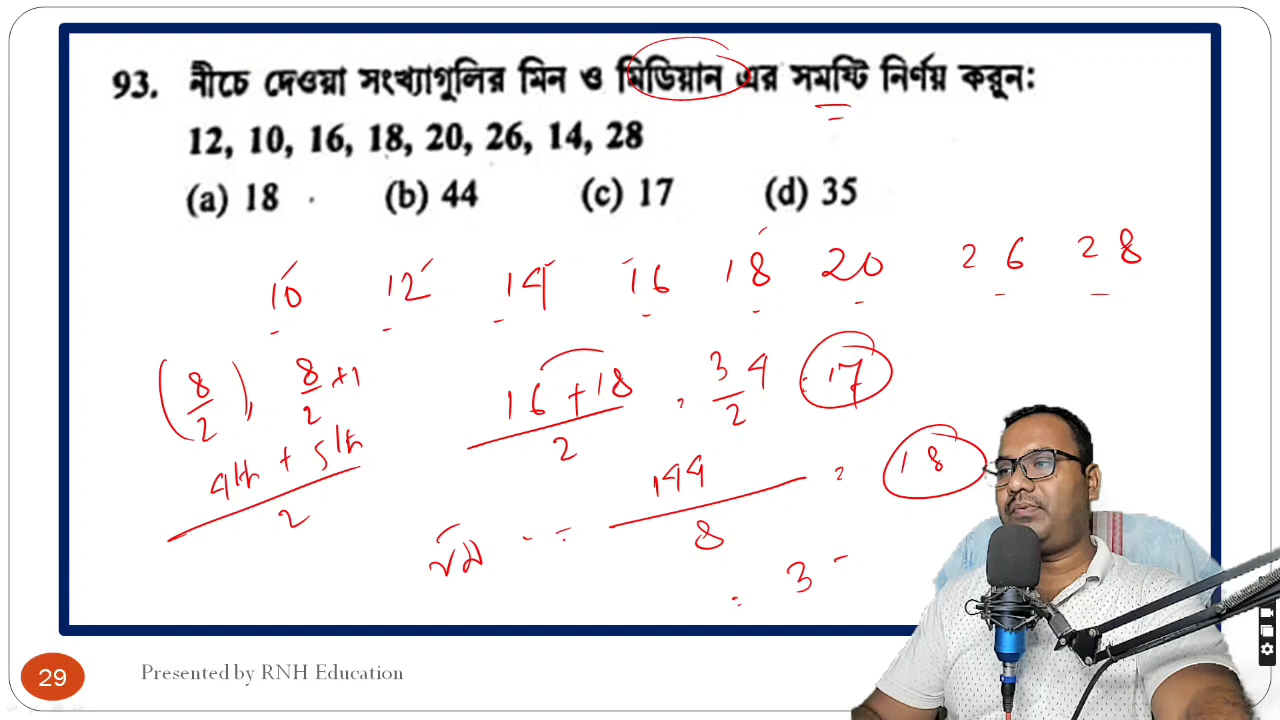 93. নীচে দেওয়া সংখ্যাগুলির মিন ও মিডিয়ান এর সমষ্টি নির্ণয় করুন:
12, 10, 16, 18, 20, 26, 14, 28
(a) 18 (b) 44 (c) 17 (d) 35
10 12 14 16 18 20 26 28
(8/2), 8/2 +1
4th + 5th / 2
16 + 18 / 2 = 34/2 = 17
144 / 8 = 18
= 3
29 Presented by RNH Education